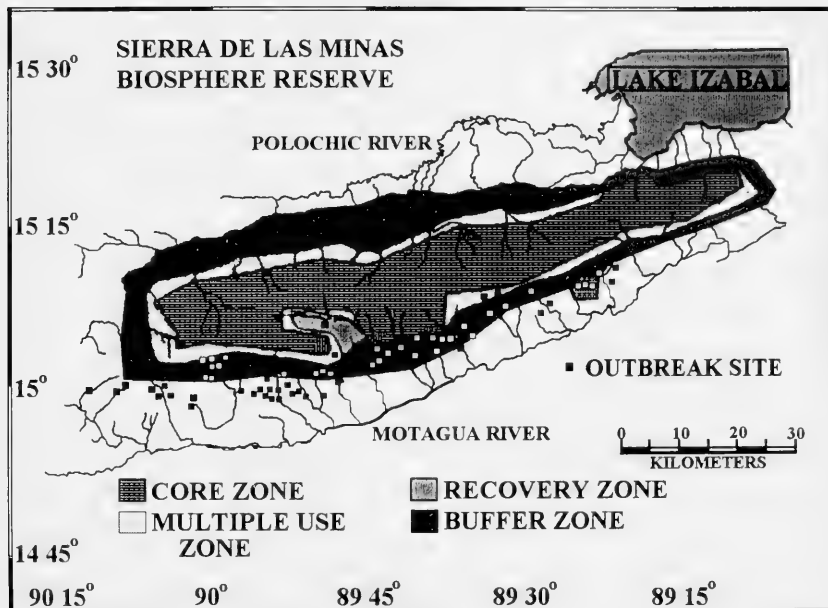 SIERRA DE LAS MINAS
BIOSPHERE RESERVE
15 30°
LAKE IZABAL
POLOCHIC RIVER
15 15°
OUTBREAK SITE
15°
MOTAGUA RIVER
0 10 20 30
KILOMETERS
CORE ZONE
RECOVERY ZONE
MULTIPLE USE
ZONE
BUFFER ZONE
14 45°
90 15° 90° 89 45° 89 30° 89 15°